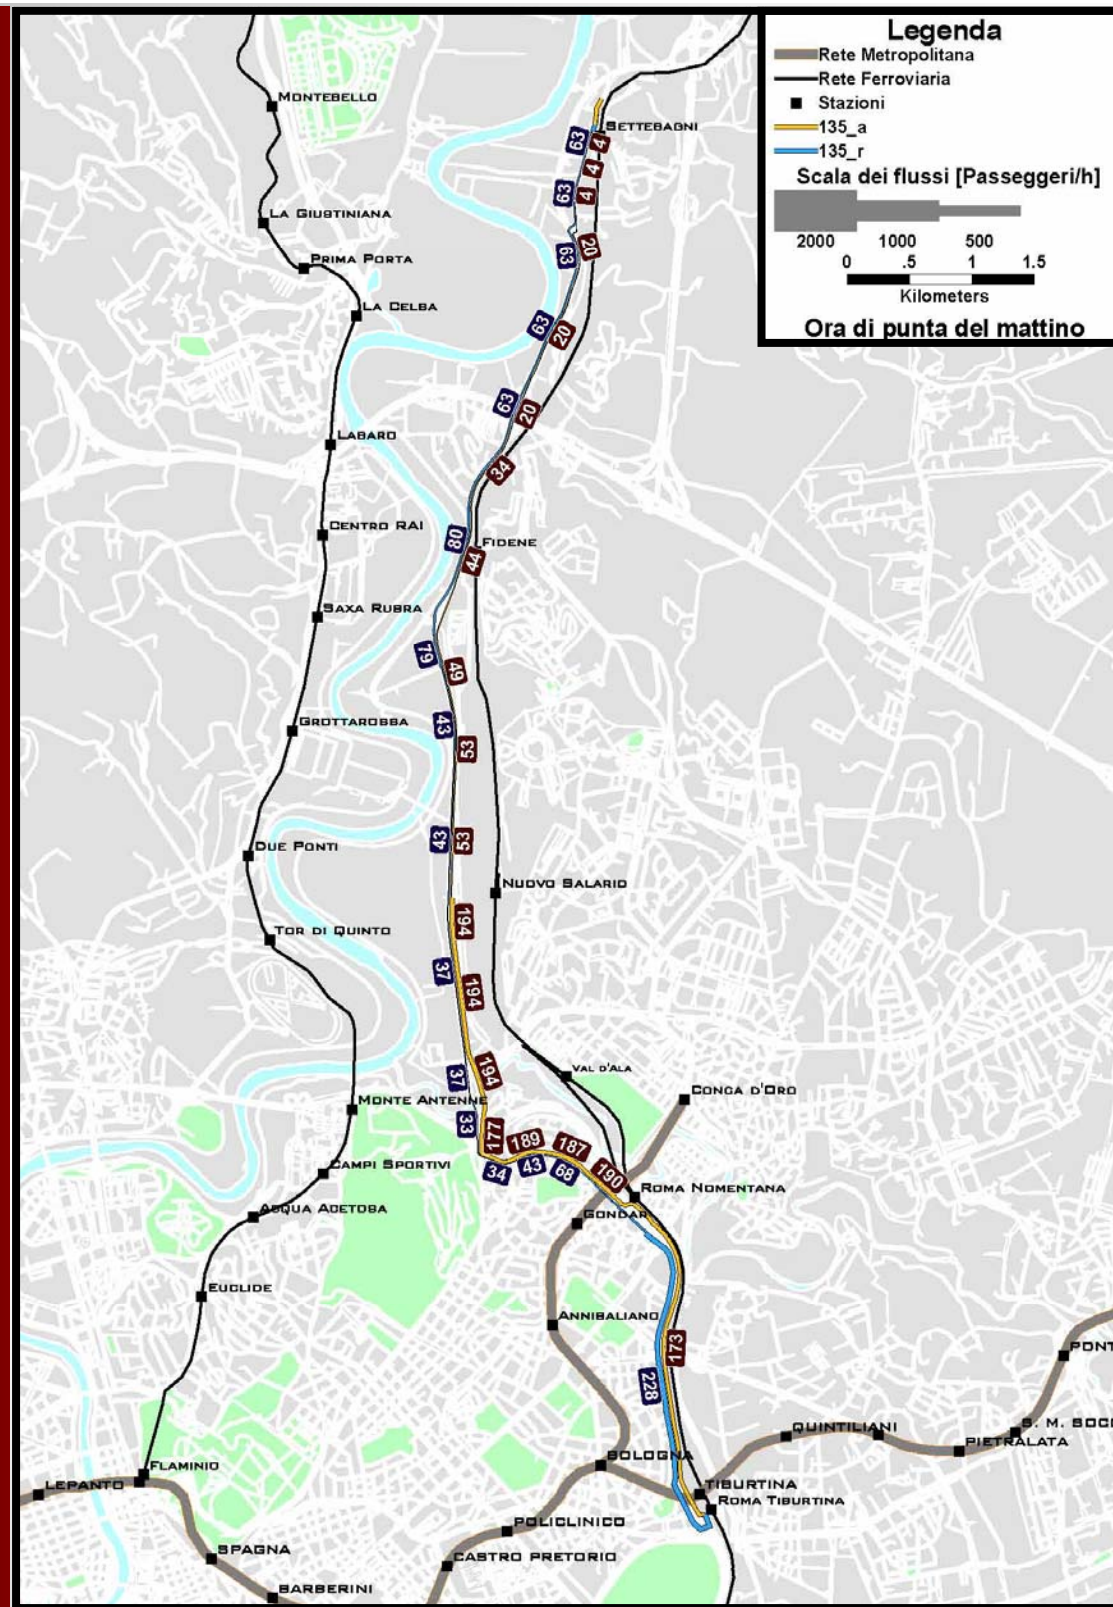 Legenda
Rete Metropolitana
Rete Ferroviaria
Stazioni
135_a
135_r
Scala dei flussi [Passeggeri/h]
2000 1000 500
0 .5 1 1.5
Kilometers
Ora di punta del mattino
MONTEBELLO
SETTEBAGNI
63 4
4
63 4
LA GIUSTINIANA
63 20
PRIMA PORTA
LA CELSA
63 20
63 20
LABARO
34
CENTRO RAI
80 FIDENE
44
SAXA RUBRA
79 49
GROTTAROSSA
43 53
43 53
DUE PONTI
NUOVO SALARIO
194
TOR DI QUINTO
37 194
VAL D'ALA
37 194
CONCA D'ORO
MONTE ANTENNE
33 177 189 187
34 43 68 190
CAMPI SPORTIVI
ROMA NOMENTANA
ACQUA ACETOSA
GONDAR
EUCLIDE
ANNIBALIANO
173
PONT
228
S. M. SOCC
QUINTILIANI
PIETRALATA
BOLOGNA
FLAMINIO
LEPANTO
TIBURTINA
ROMA TIBURTINA
POLICLINICO
SPAGNA
CASTRO PRETORIO
BARBERINI